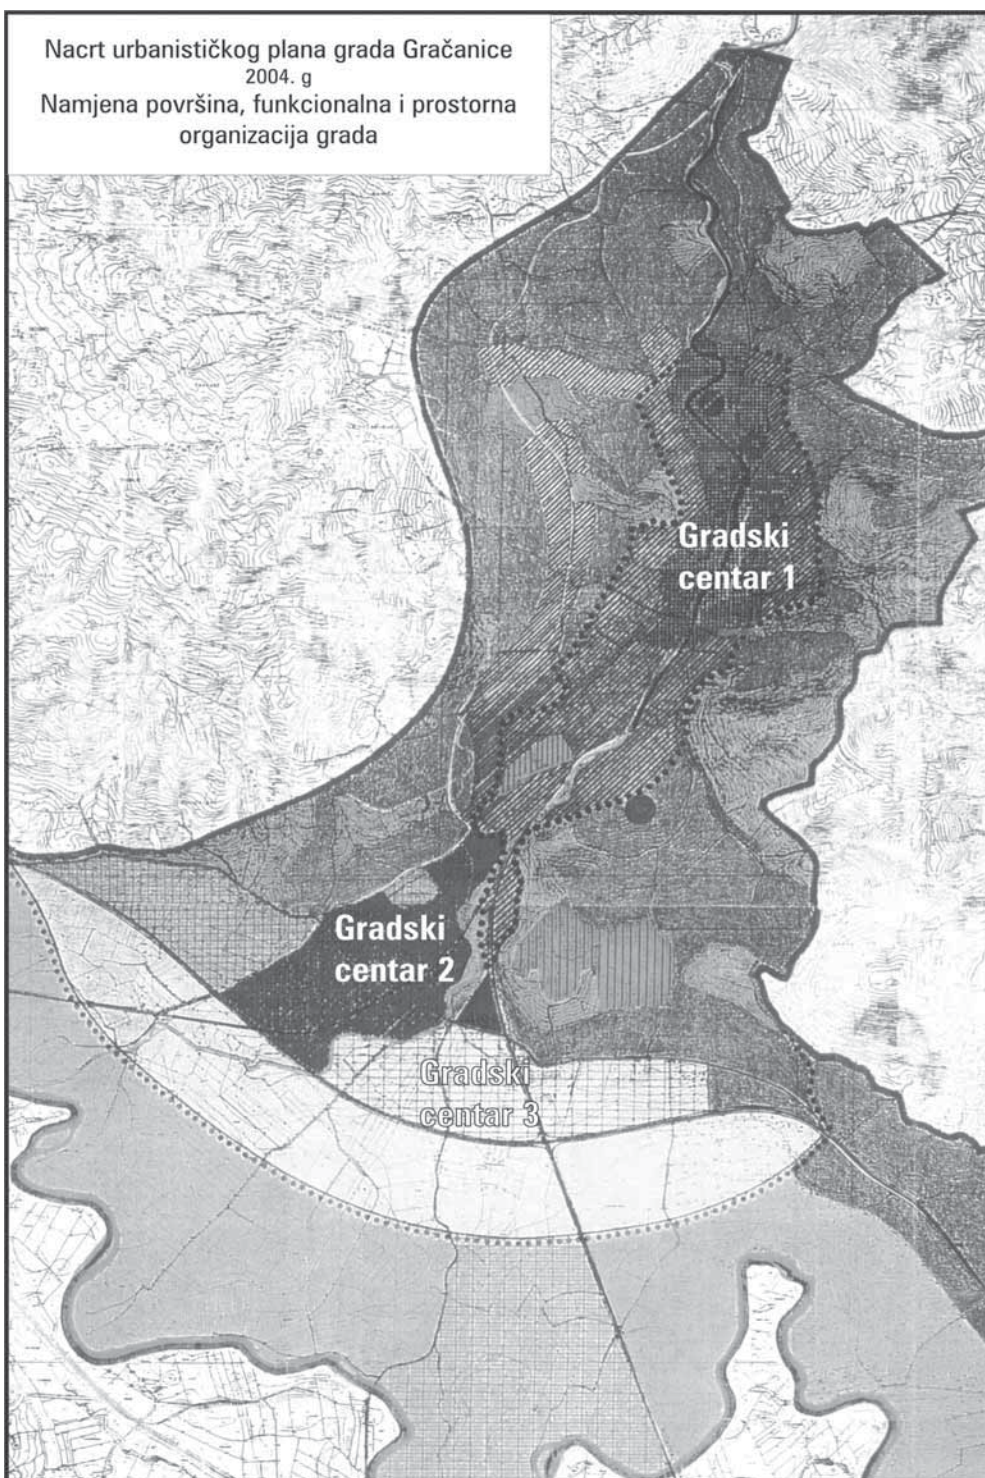 Nacrt urbanističkog plana grada Gračanice
2004. g
Namjena površina, funkcionalna i prostorna
organizacija grada
Gradski
centar 1
Gradski
centar 2
Gradski
centar 3